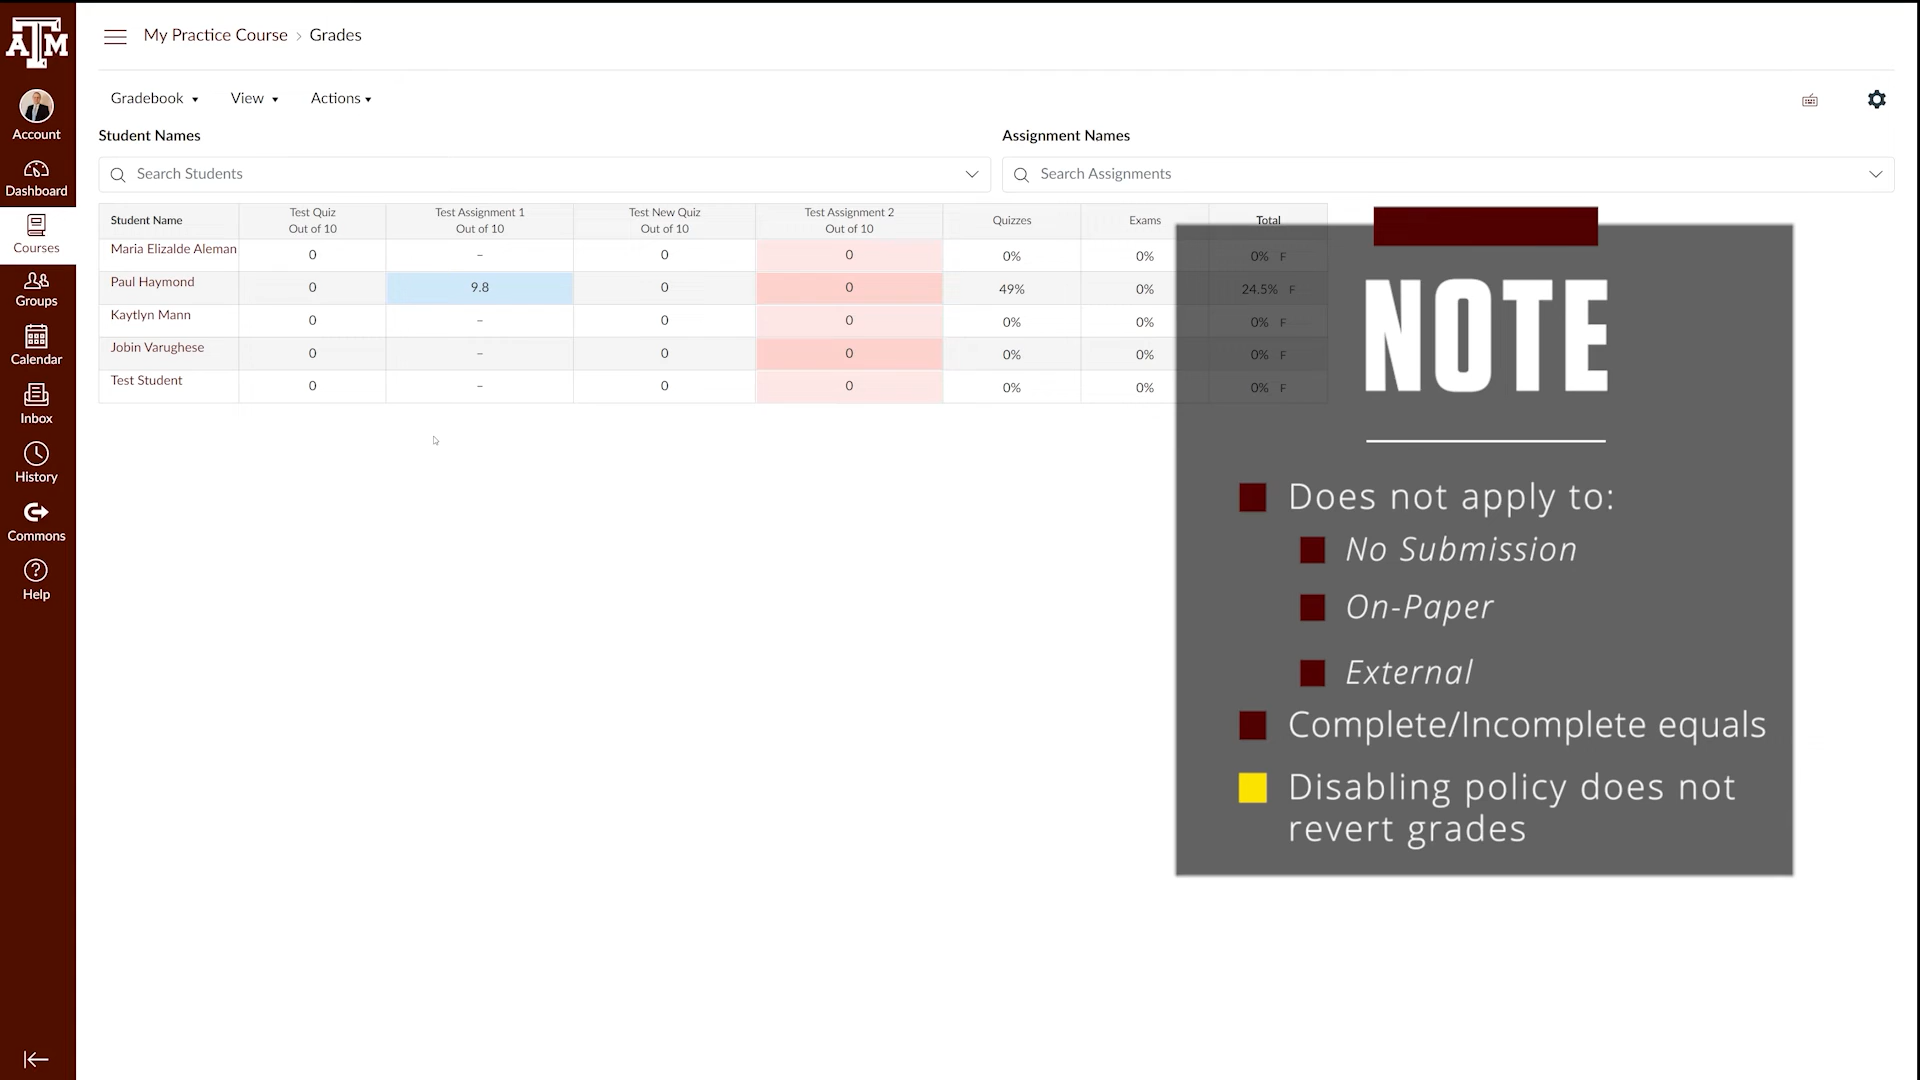 ATM
My Practice Course > Grades
Account
Dashboard
Courses
Groups
Calendar
Inbox
History
Commons
Help
Gradebook View Actions
Student Names Assignment Names
Search Students Search Assignments
Student Name Test Quiz Out of 10 Test Assignment 1 Out of 10 Test New Quiz Out of 10 Test Assignment 2 Out of 10 Quizzes Exams Total
Maria Elizalde Aleman 0 – 0 0 0% 0% 0% F
Paul Haymond 0 9.8 0 0 49% 0% 24.5% F
Kaytlyn Mann 0 – 0 0 0% 0% 0% F
Jobin Varughese 0 – 0 0 0% 0% 0% F
Test Student 0 – 0 0 0% 0% 0% F
NOTE
Does not apply to:
No Submission
On-Paper
External
Complete/Incomplete equals
Disabling policy does not
revert grades